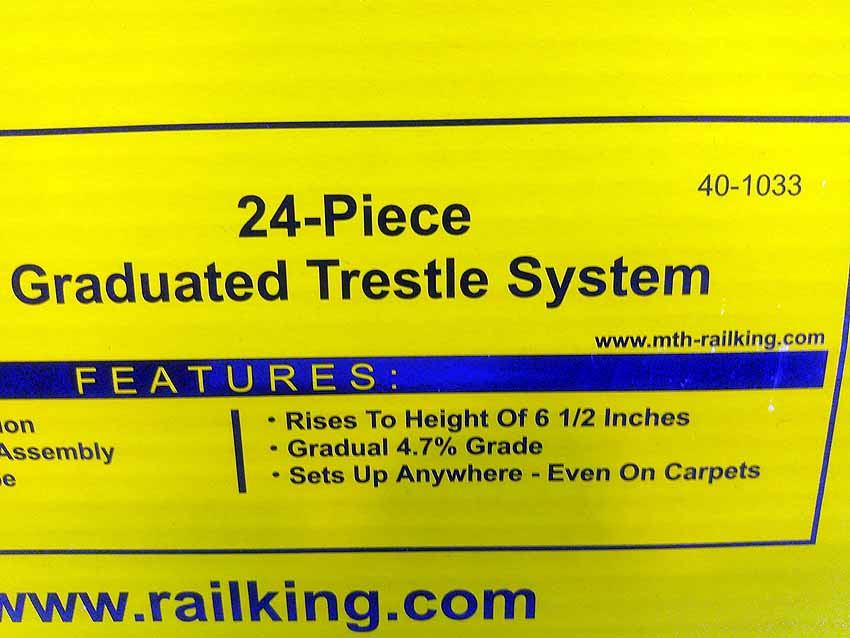 40-1033
24-Piece
Graduated Trestle System
www.mth-railking.com
FEATURES:
Assembly
• Rises To Height Of 6 1/2 Inches
• Gradual 4.7% Grade
• Sets Up Anywhere - Even On Carpets
www.railking.com